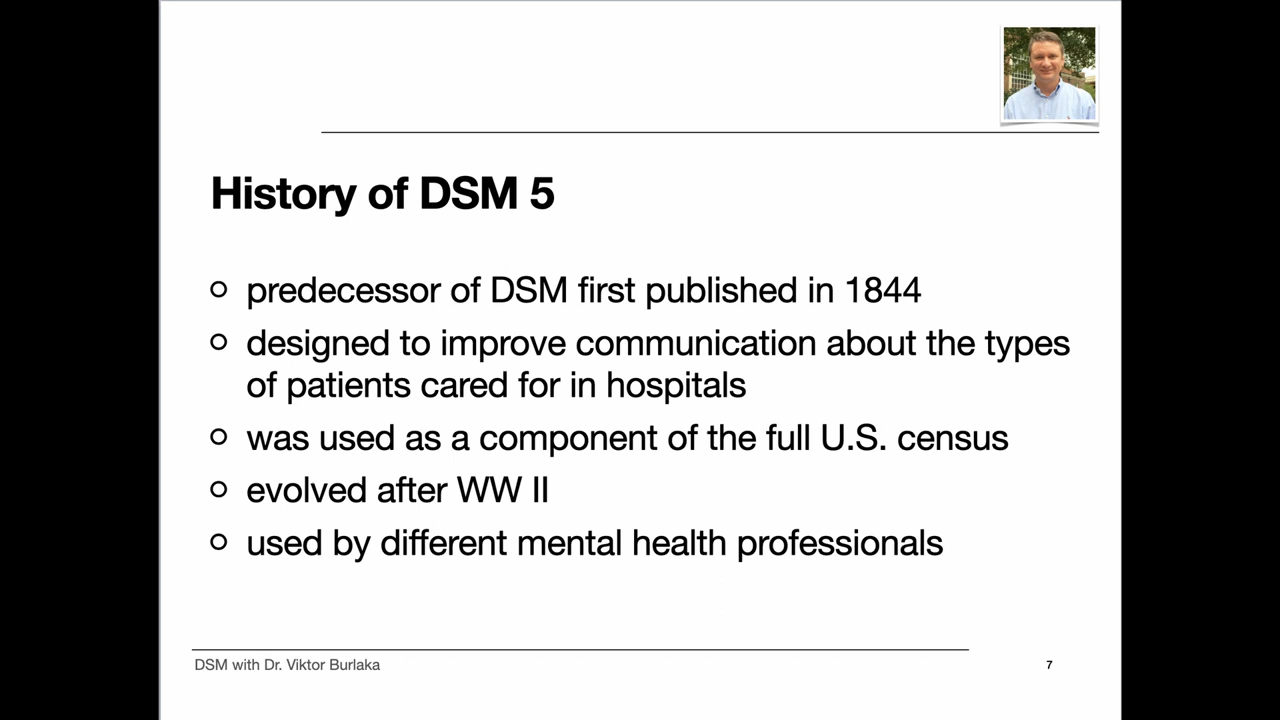 History of DSM 5
predecessor of DSM first published in 1844
designed to improve communication about the types
of patients cared for in hospitals
was used as a component of the full U.S. census
evolved after WW II
used by different mental health professionals
DSM with Dr. Viktor Burlaka
7